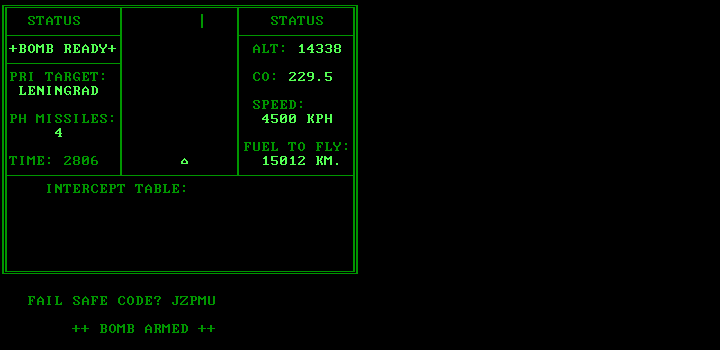 STATUS
+BOMB READY+
PRI TARGET:
LENINGRAD
PH MISSILES:
4
TIME: 2806
STATUS
ALT: 14338
CO: 229.5
SPEED:
4500 KPH
FUEL TO FLY:
15012 KM.
INTERCEPT TABLE:
FAIL SAFE CODE? JZPMU
++ BOMB ARMED ++